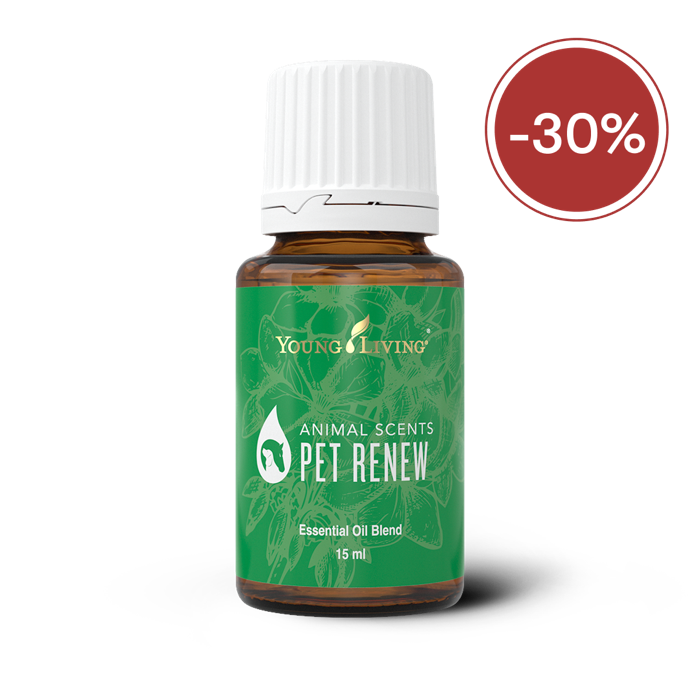 -30%
YOUNG LIVING®
ANIMAL SCENTS
PET RENEW
Essential Oil Blend
15 ml